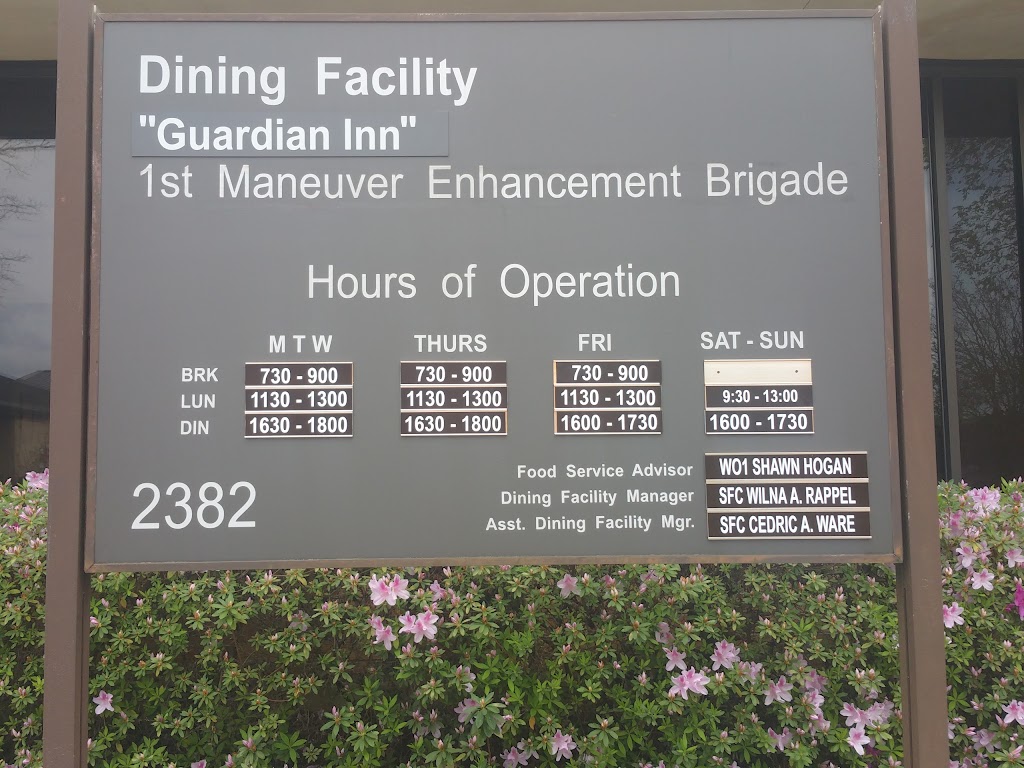 Dining Facility
"Guardian Inn"
1st Maneuver Enhancement Brigade
Hours of Operation
M T W THURS FRI SAT - SUN
BRK 730 - 900 730 - 900 730 - 900
LUN 1130 - 1300 1130 - 1300 1130 - 1300 9:30 - 13:00
DIN 1630 - 1800 1630 - 1800 1600 - 1730 1600 - 1730
Food Service Advisor WO1 SHAWN HOGAN
Dining Facility Manager SFC WILNA A. RAPPEL
Asst. Dining Facility Mgr. SFC CEDRIC A. WARE
2382